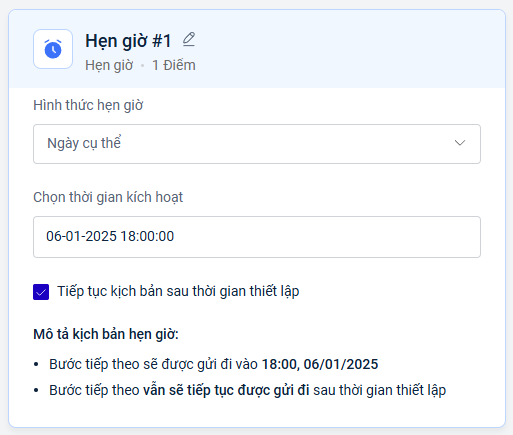 Hẹn giờ #1
Hẹn giờ • 1 Điểm
Hình thức hẹn giờ
Ngày cụ thể
Chọn thời gian kích hoạt
06-01-2025 18:00:00
Tiếp tục kịch bản sau thời gian thiết lập
Mô tả kịch bản hẹn giờ:
• Bước tiếp theo sẽ được gửi đi vào 18:00, 06/01/2025
• Bước tiếp theo vẫn sẽ tiếp tục được gửi đi sau thời gian thiết lập